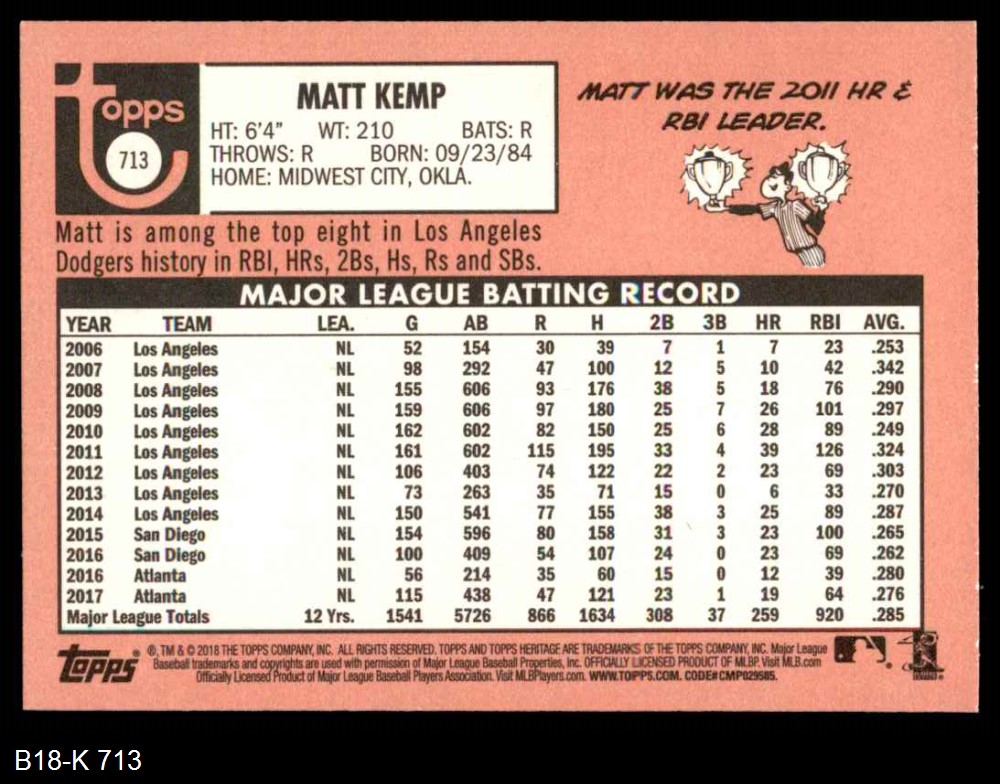 topps
713
MATT KEMP
HT: 6'4" WT: 210 BATS: R
THROWS: R BORN: 09/23/84
HOME: MIDWEST CITY, OKLA.
MATT WAS THE 2011 HR &
RBI LEADER.
Matt is among the top eight in Los Angeles
Dodgers history in RBI, HRs, 2Bs, Hs, Rs and SBs.
MAJOR LEAGUE BATTING RECORD
YEAR TEAM LEA. G AB R H 2B 3B HR RBI AVG.
2006 Los Angeles NL 52 154 30 39 7 1 7 23 .253
2007 Los Angeles NL 98 292 47 100 12 5 10 42 .342
2008 Los Angeles NL 155 606 93 176 38 5 18 76 .290
2009 Los Angeles NL 159 606 97 180 25 7 26 101 .297
2010 Los Angeles NL 162 602 82 150 25 6 28 89 .249
2011 Los Angeles NL 161 602 115 195 33 4 39 126 .324
2012 Los Angeles NL 106 403 74 122 22 2 23 69 .303
2013 Los Angeles NL 73 263 35 71 15 0 6 33 .270
2014 Los Angeles NL 150 541 77 155 38 3 25 89 .287
2015 San Diego NL 154 596 80 158 31 3 23 100 .265
2016 San Diego NL 100 409 54 107 24 0 23 69 .262
2016 Atlanta NL 56 214 35 60 15 0 12 39 .280
2017 Atlanta NL 115 438 47 121 23 1 19 64 .276
Major League Totals 12 Yrs. 1541 5726 866 1634 308 37 259 920 .285
topps® ®, TM & © 2018 THE TOPPS COMPANY, INC. ALL RIGHTS RESERVED. TOPPS AND TOPPS HERITAGE ARE TRADEMARKS OF THE TOPPS COMPANY, INC. Major League
Baseball trademarks and copyrights are used with permission of Major League Baseball Properties, Inc. OFFICIALLY LICENSED PRODUCT OF MLBP. Visit MLB.com
Officially Licensed Product of Major League Baseball Players Association. Visit MLBPlayers.com. WWW.TOPPS.COM. CODE#CMP029585.
B18-K 713